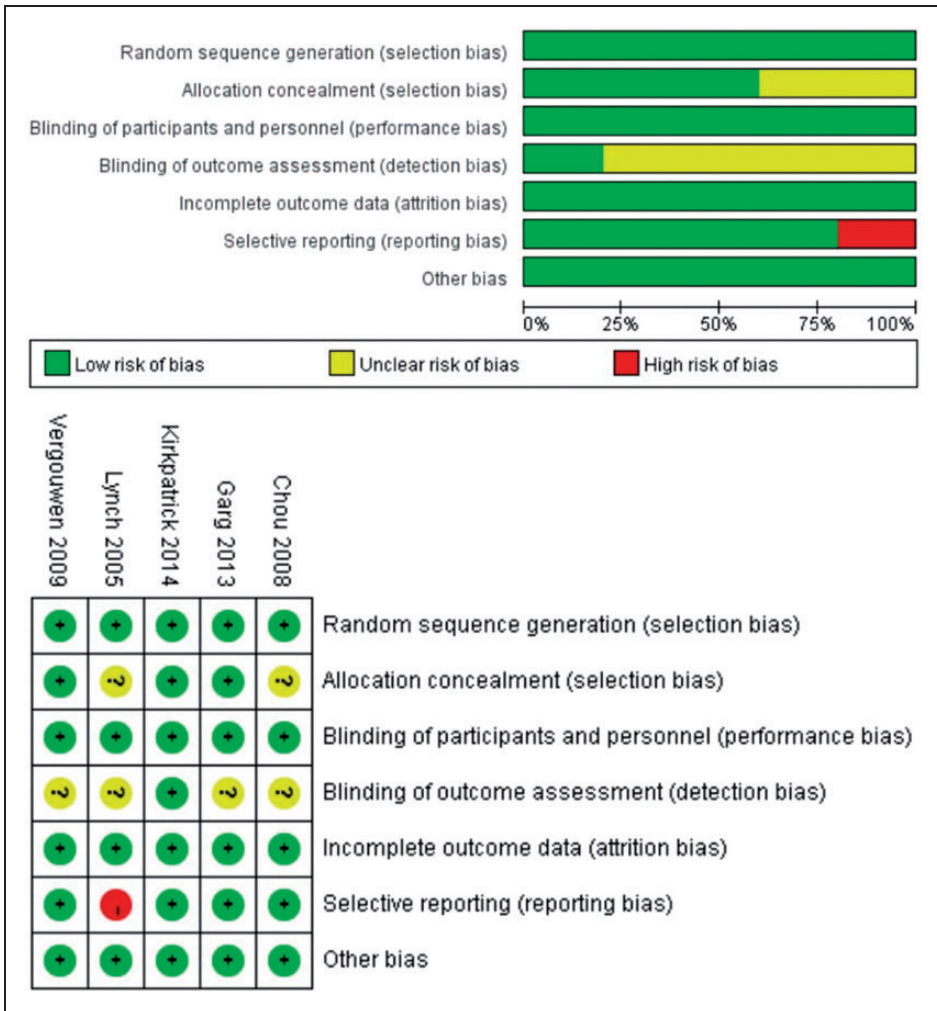 Random sequence generation (selection bias)
Allocation concealment (selection bias)
Blinding of participants and personnel (performance bias)
Blinding of outcome assessment (detection bias)
Incomplete outcome data (attrition bias)
Selective reporting (reporting bias)
Other bias
0% 25% 50% 75% 100%
Low risk of bias Unclear risk of bias High risk of bias
Vergouwen 2009
Lynch 2005
Kirkpatrick 2014
Garg 2013
Chou 2008
+ + + + + Random sequence generation (selection bias)
+ ? + + ? Allocation concealment (selection bias)
+ + + + + Blinding of participants and personnel (performance bias)
? ? + ? ? Blinding of outcome assessment (detection bias)
+ + + + + Incomplete outcome data (attrition bias)
+ - + + + Selective reporting (reporting bias)
+ + + + + Other bias